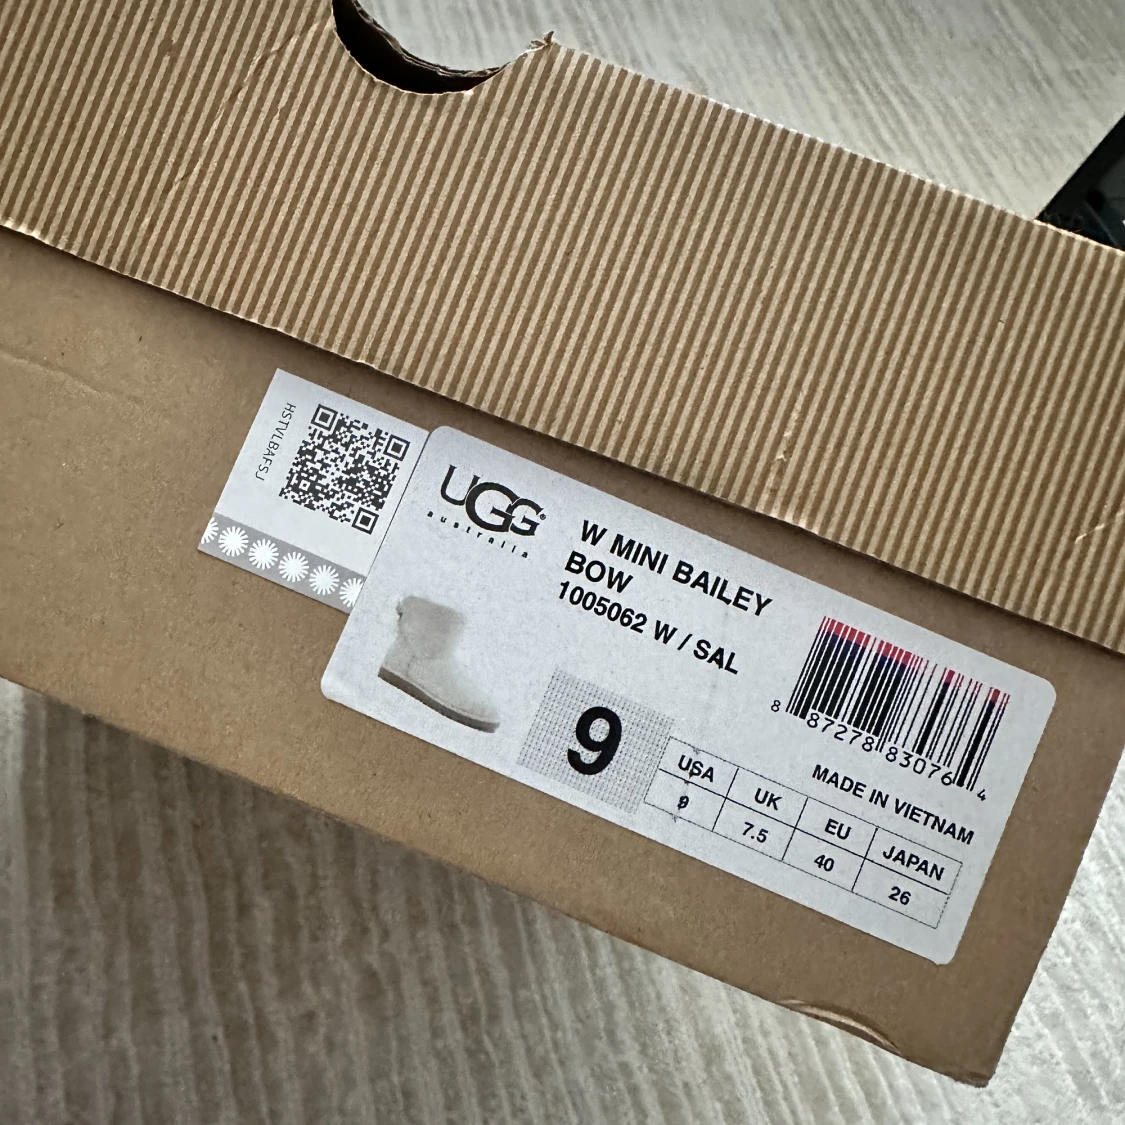 HSTVLBAFSJ
UGG®
australia
W MINI BAILEY
BOW
1005062 W / SAL
8 87278 83076 4
MADE IN VIETNAM
9
USA UK EU JAPAN
9 7.5 40 26